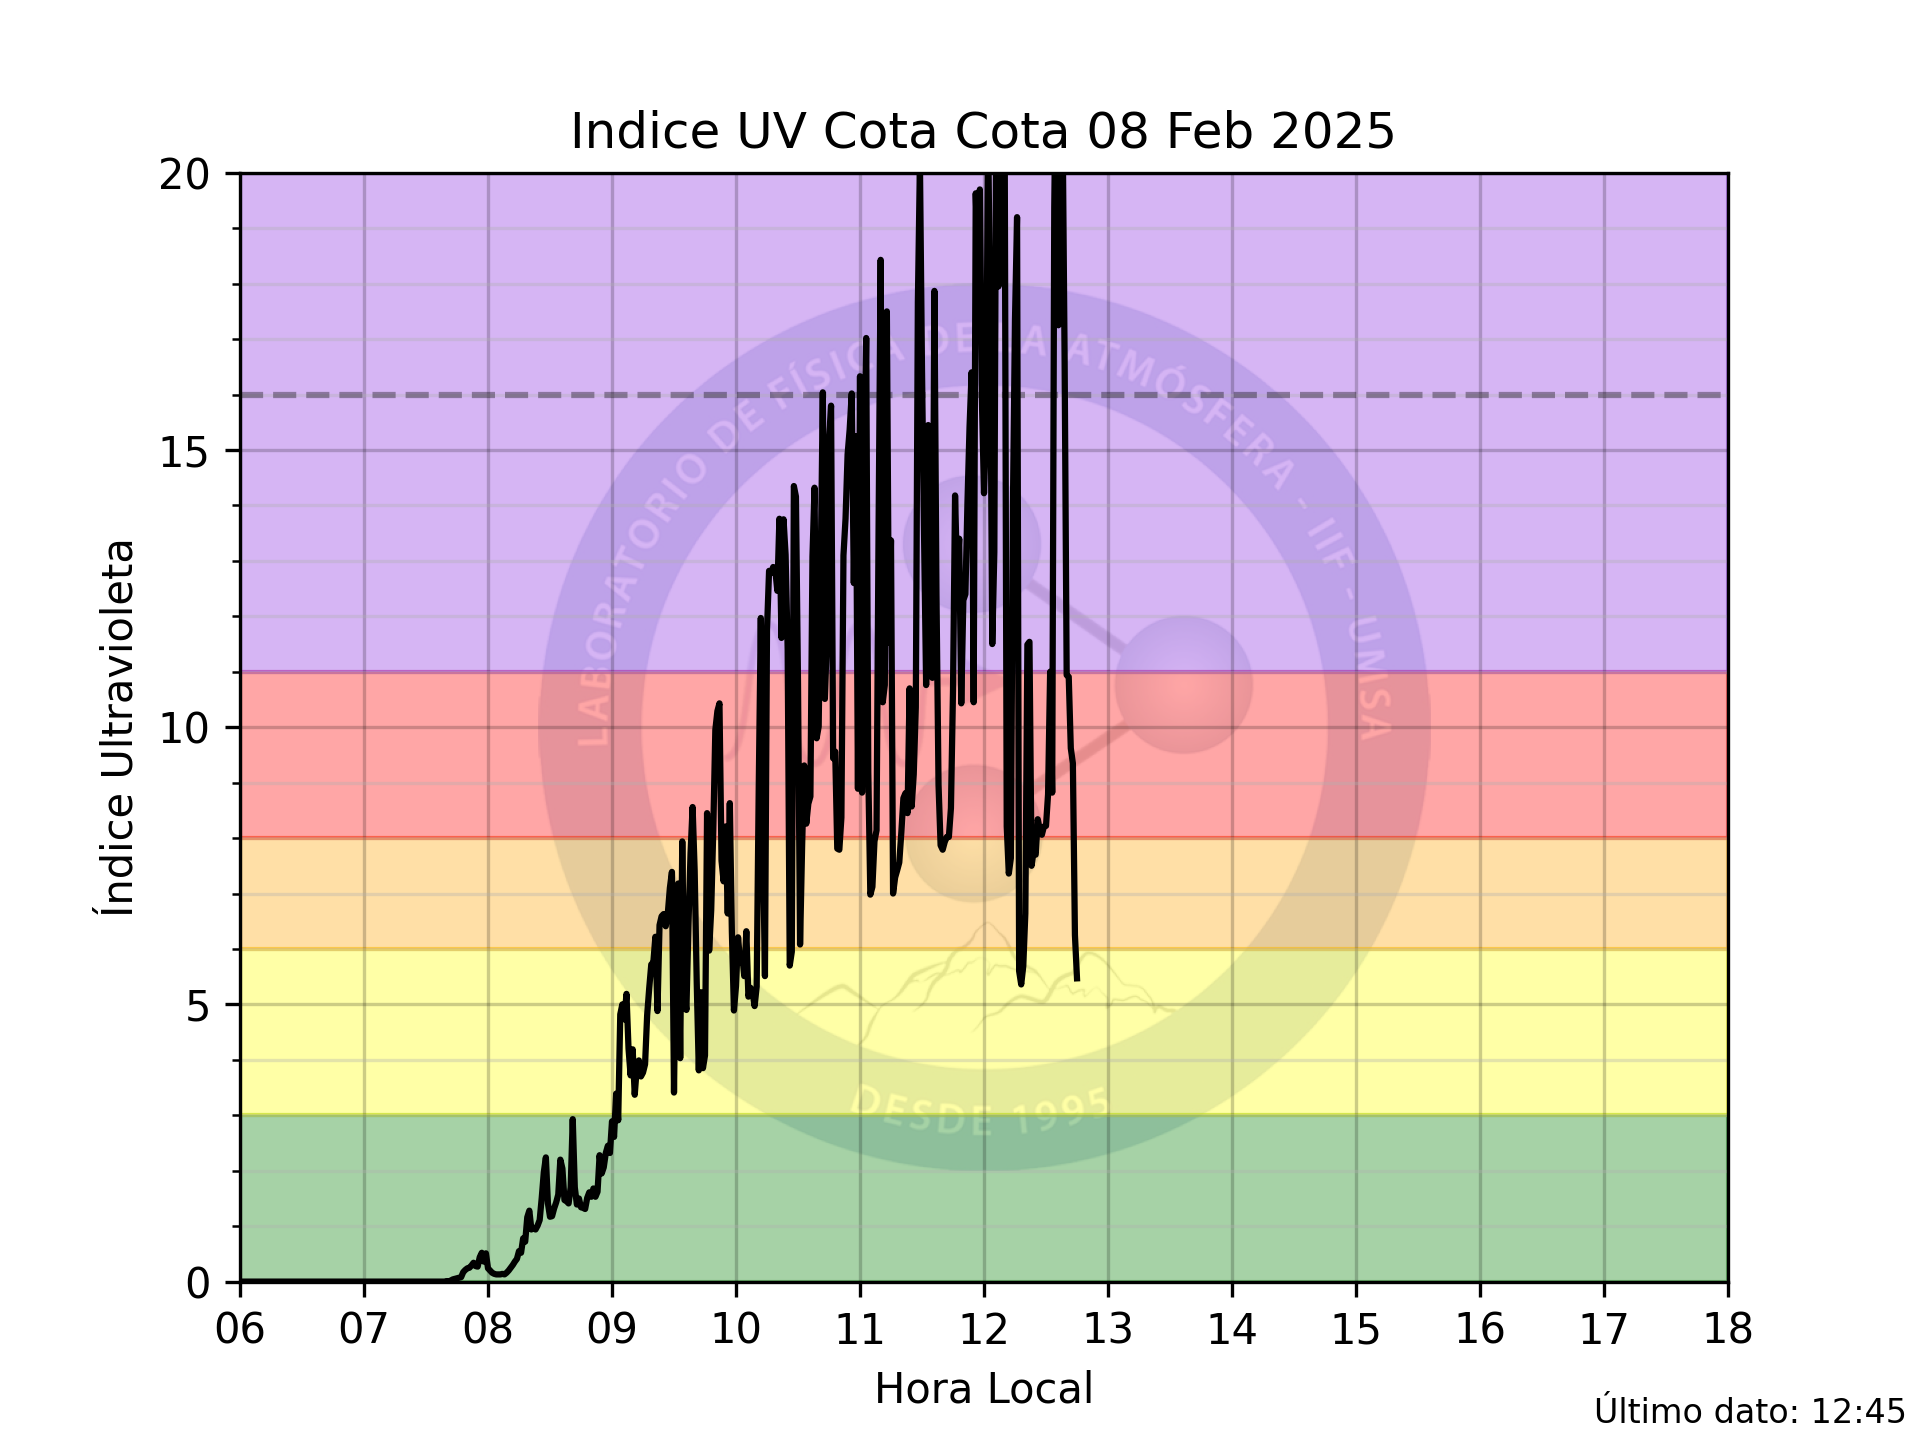 Indice UV Cota Cota 08 Feb 2025
20
15
10
5
0
Índice Ultravioleta
LABORATORIO DE FÍSICA DE LA ATMÓSFERA - IIF - UMSA
DESDE 1995
06 07 08 09 10 11 12 13 14 15 16 17 18
Hora Local
Último dato: 12:45